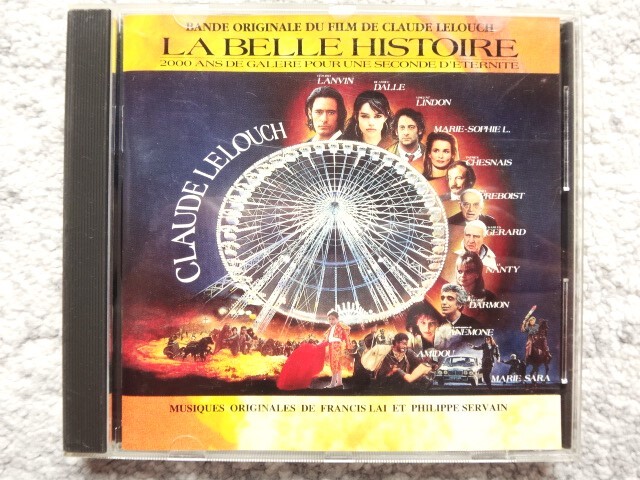 BANDE ORIGINALE DU FILM DE CLAUDE LELOUCH
LA BELLE HISTOIRE
2000 ANS DE GALERE POUR UNE SECONDE D'ETERNITE
LANVIN
DALLE
LINDON
MARIE-SOPHIE L.
CHESNAIS
PREBOIST
GERARD
NANTY
DARMON
ANEMONE
AMIDOU
MARIE SARA
CLAUDE LELOUCH
MUSIQUES ORIGINALES DE FRANCIS LAI ET PHILIPPE SERVAIN